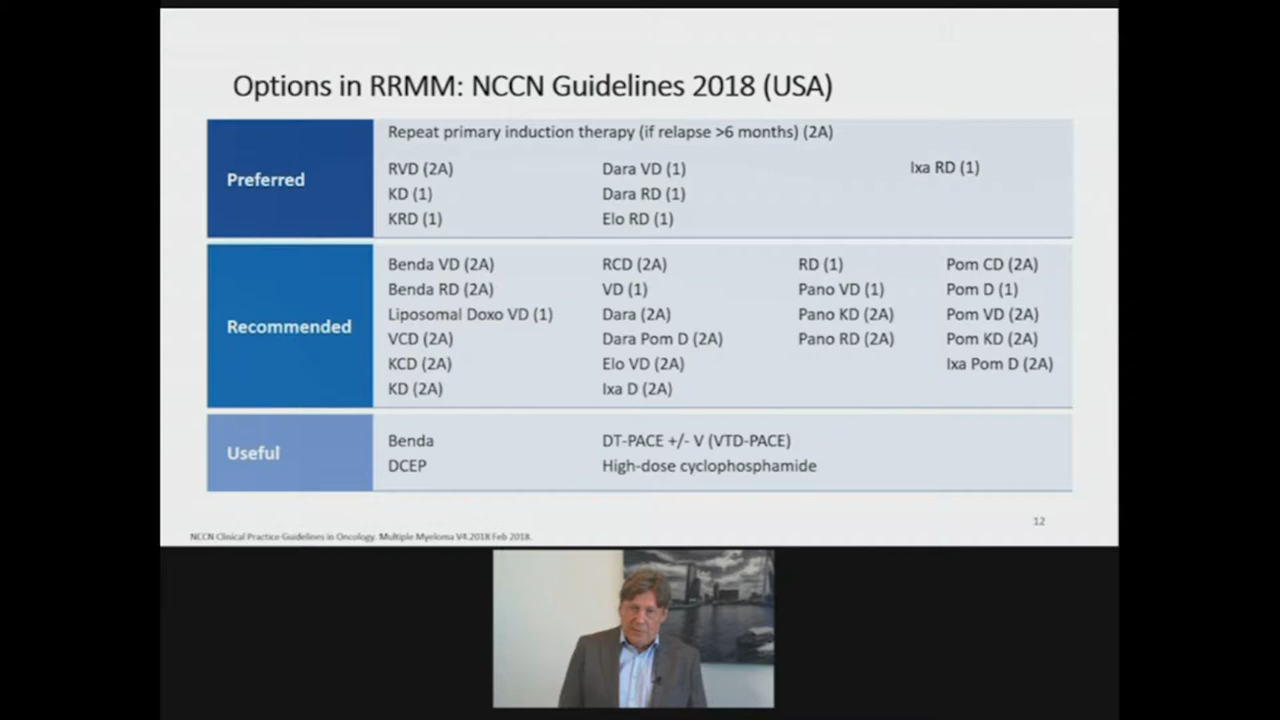 Options in RRMM: NCCN Guidelines 2018 (USA)
Preferred
Repeat primary induction therapy (if relapse >6 months) (2A)
RVD (2A)
KD (1)
KRD (1)
Dara VD (1)
Dara RD (1)
Elo RD (1)
Ixa RD (1)
Recommended
Benda VD (2A)
Benda RD (2A)
Liposomal Doxo VD (1)
VCD (2A)
KCD (2A)
KD (2A)
RCD (2A)
VD (1)
Dara (2A)
Dara Pom D (2A)
Elo VD (2A)
Ixa D (2A)
RD (1)
Pano VD (1)
Pano KD (2A)
Pano RD (2A)
Pom CD (2A)
Pom D (1)
Pom VD (2A)
Pom KD (2A)
Ixa Pom D (2A)
Useful
Benda
DCEP
DT-PACE +/- V (VTD-PACE)
High-dose cyclophosphamide
12
NCCN Clinical Practice Guidelines in Oncology. Multiple Myeloma V4.2018 Feb 2018.